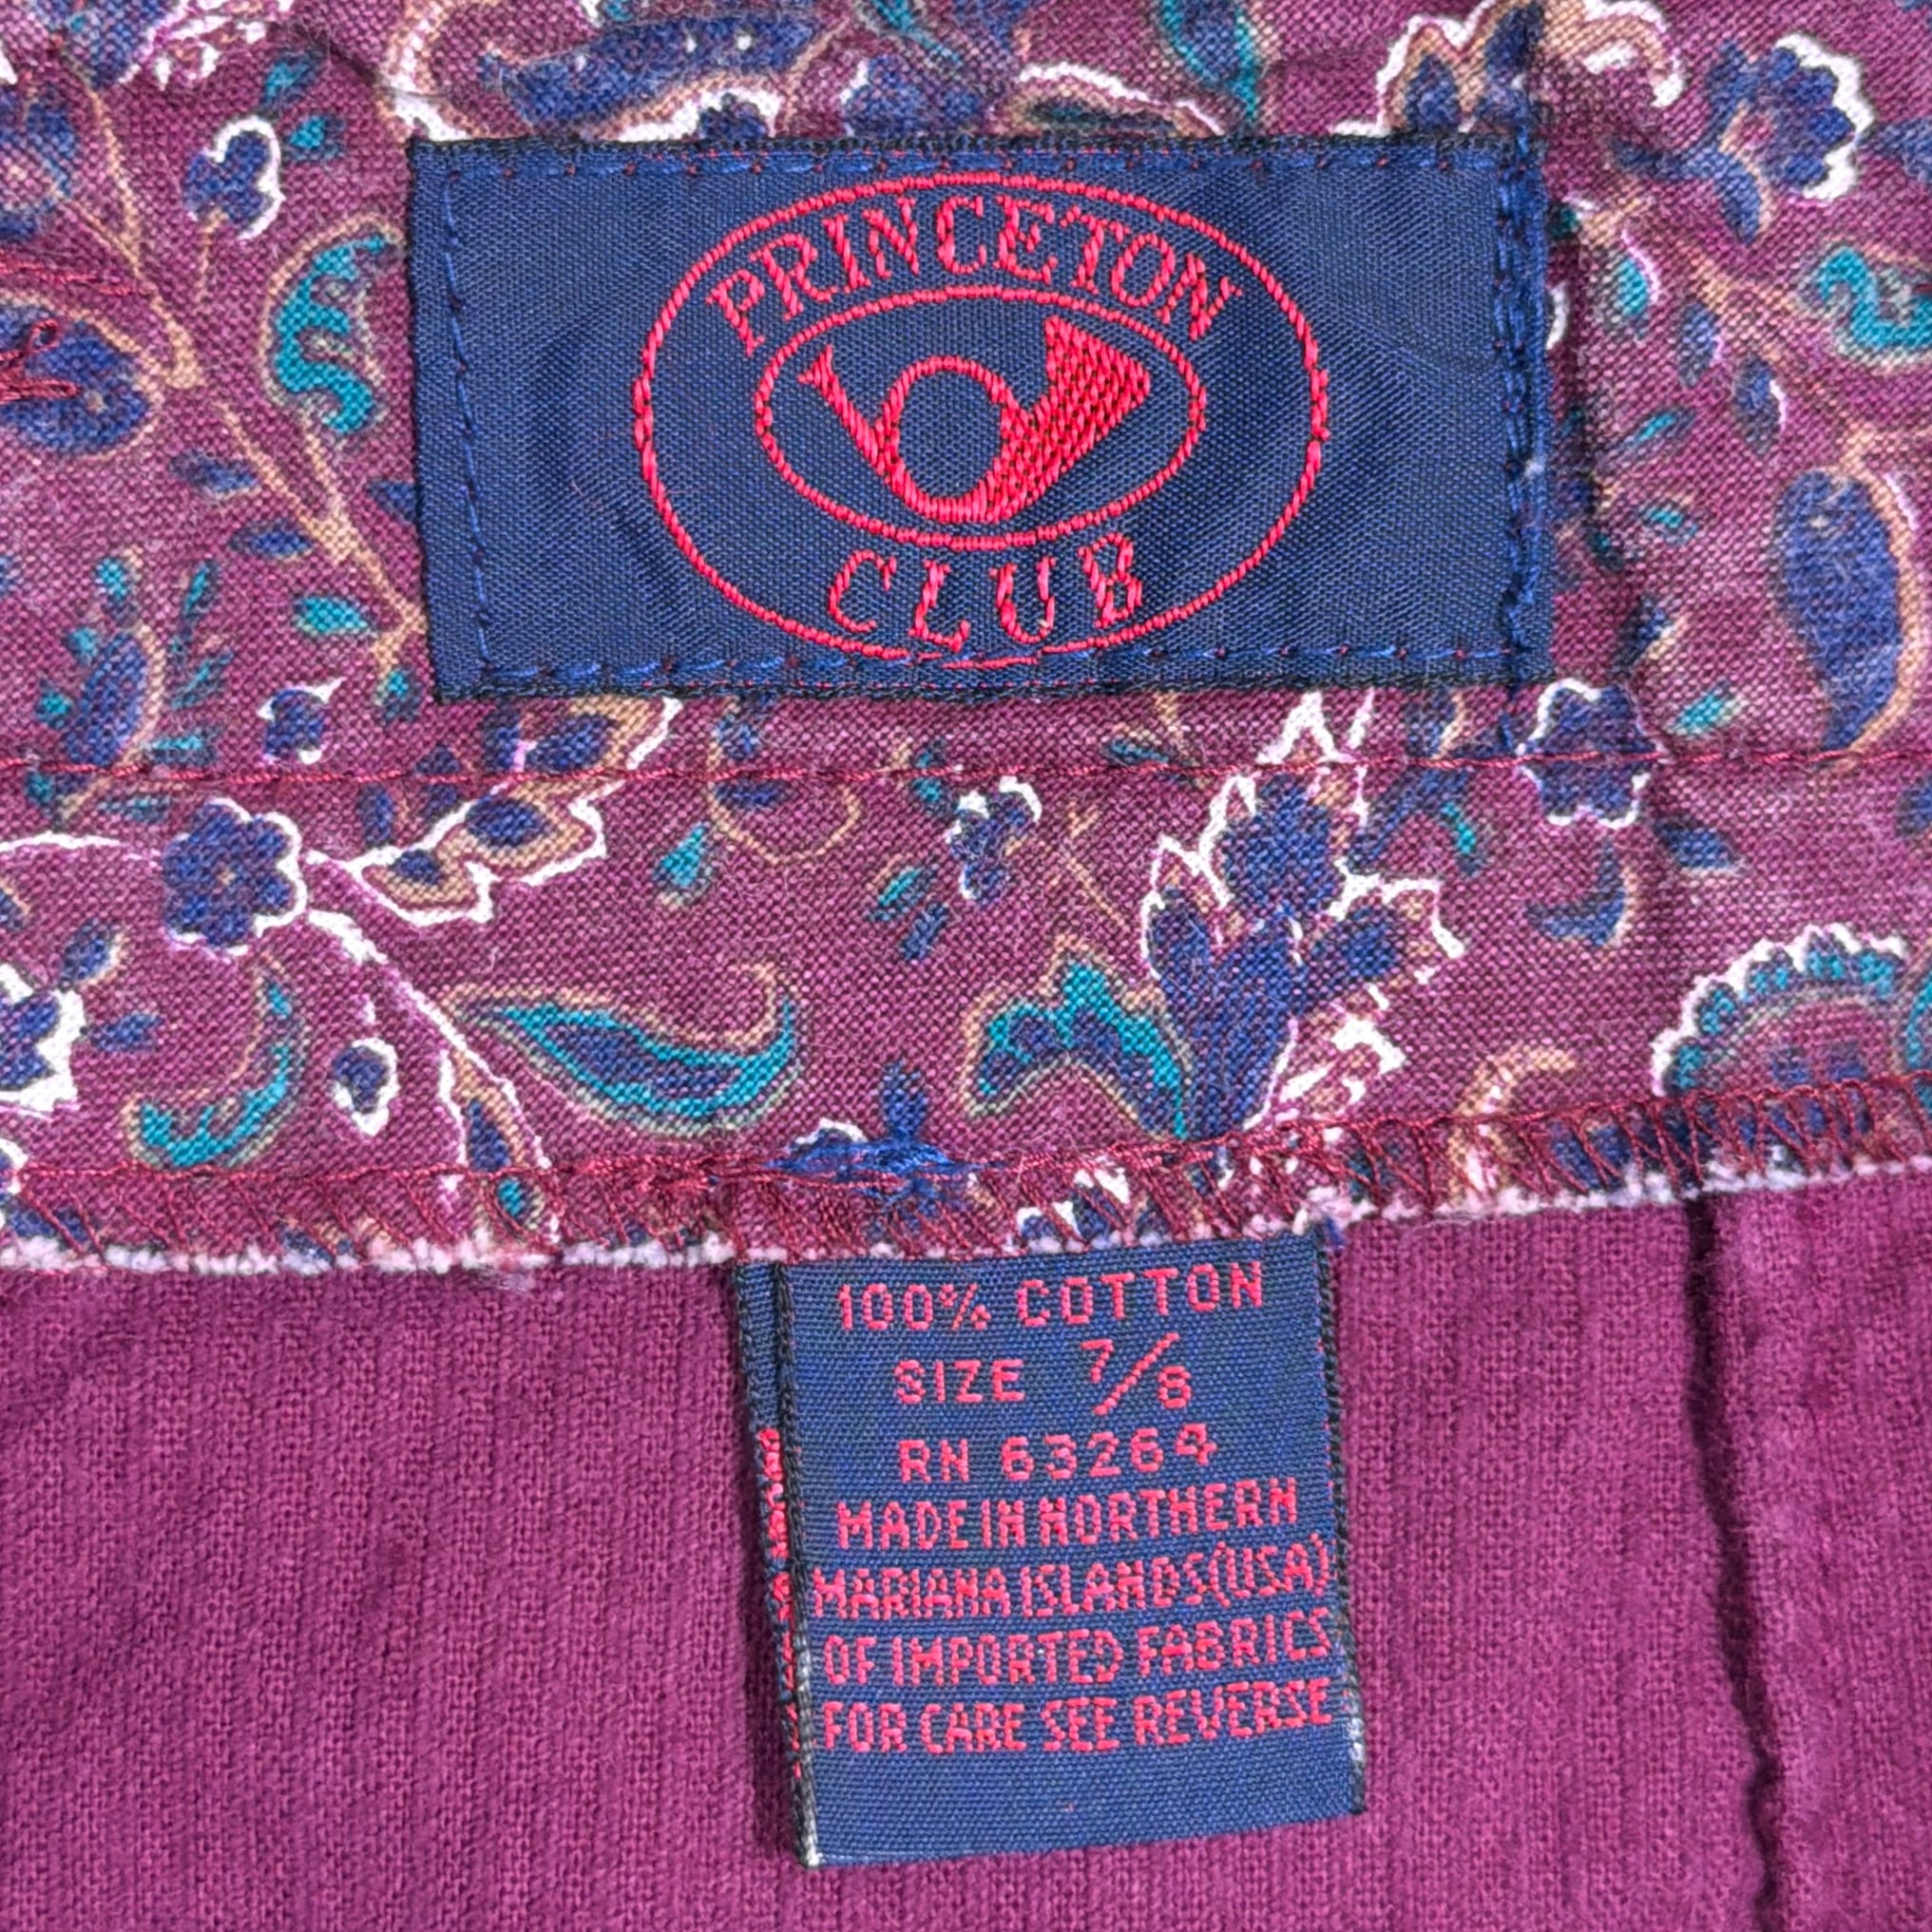 PRINCETON
CLUB
100% COTTON
SIZE 7/8
RN 63264
MADE IN NORTHERN
MARIANA ISLANDS(USA)
OF IMPORTED FABRICS
FOR CARE SEE REVERSE